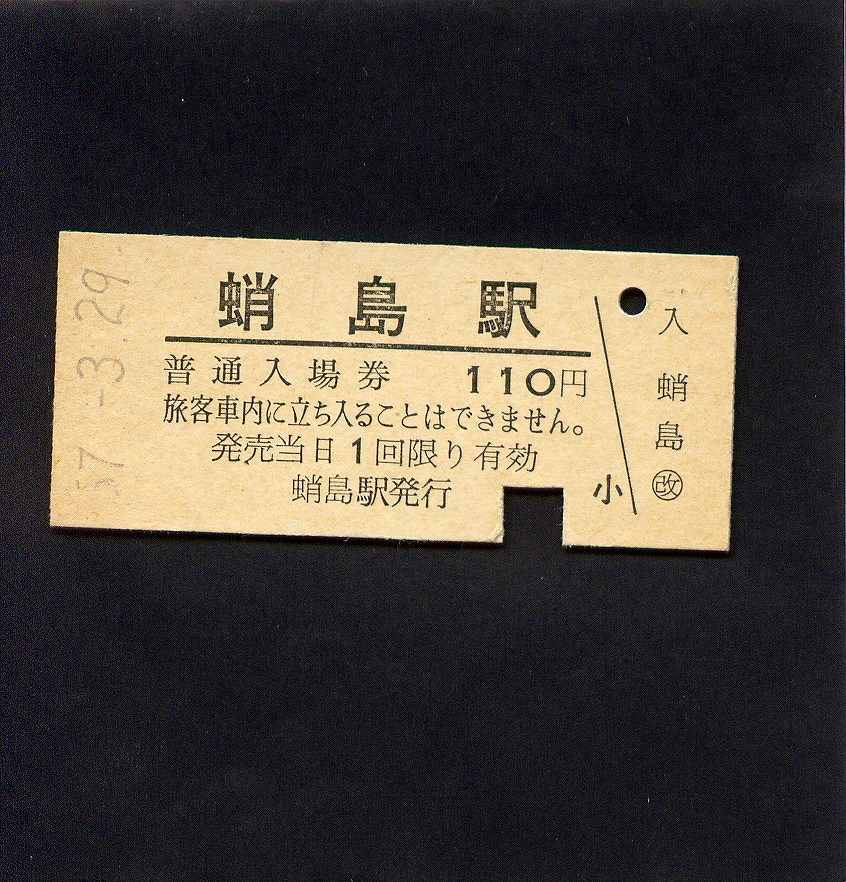 57.-3.29.
蛸島駅
普通入場券 110円
旅客車内に立ち入ることはできません。
発売当日1回限り有効
蛸島駅発行
小
入
蛸島
改